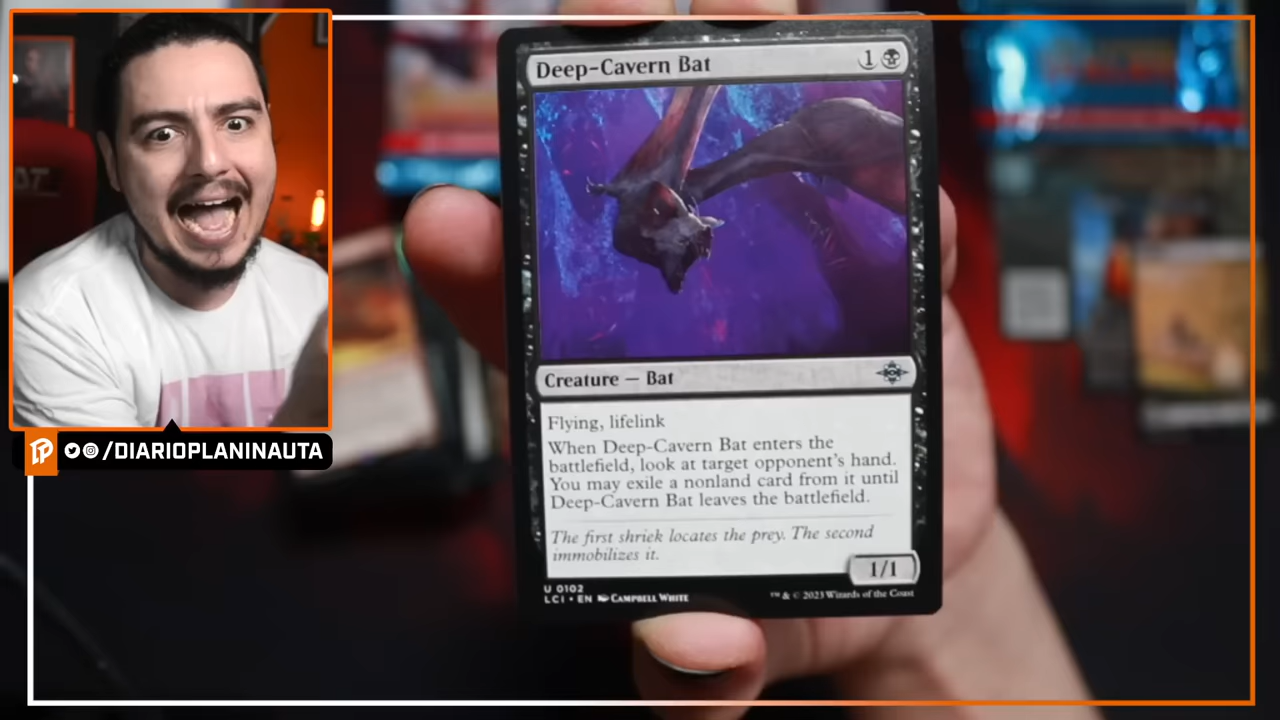 Deep-Cavern Bat
1
Creature — Bat
Flying, lifelink
When Deep-Cavern Bat enters the
battlefield, look at target opponent's hand.
You may exile a nonland card from it until
Deep-Cavern Bat leaves the battlefield.
The first shriek locates the prey. The second
immobilizes it.
1/1
U 0102
LCI • EN CAMPBELL WHITE
™ & © 2023 Wizards of the Coast
/DIARIOPLANINAUTA